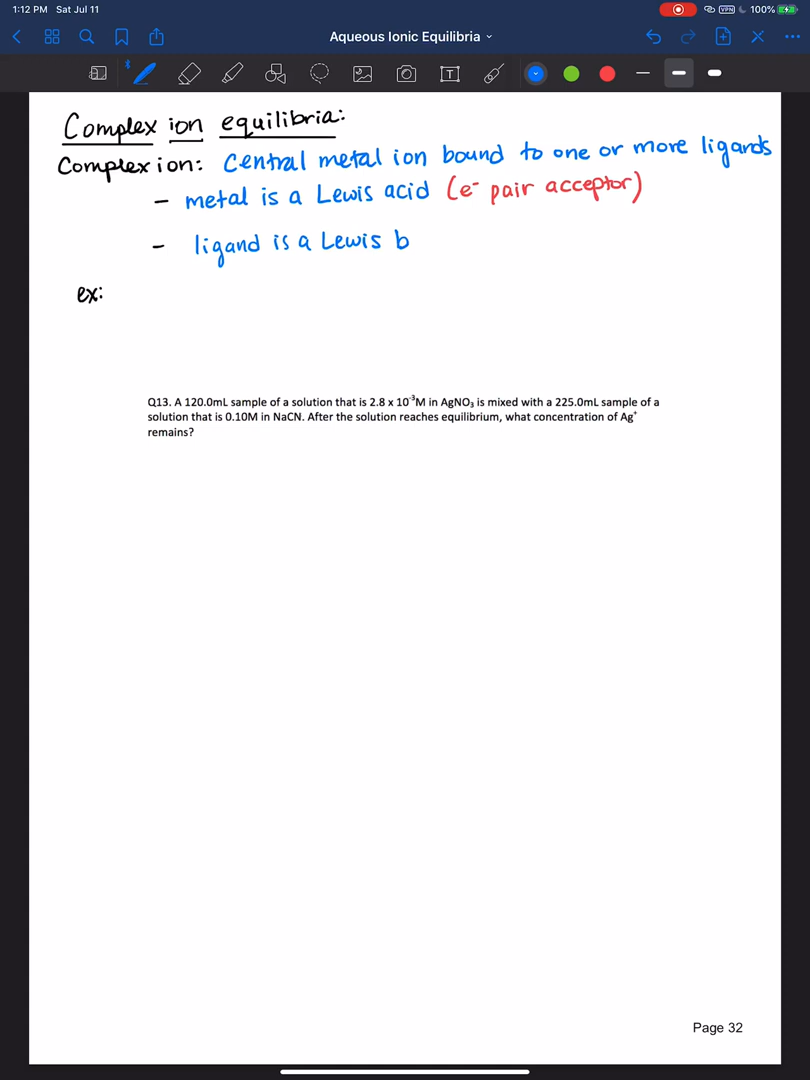 1:12 PM Sat Jul 11 VPN 100%
Aqueous Ionic Equilibria
T
Complex ion equilibria:
Complex ion: Central metal ion bound to one or more ligands
- metal is a Lewis acid (e⁻ pair acceptor)
- ligand is a Lewis b
ex:
Q13. A 120.0mL sample of a solution that is 2.8 x 10⁻³M in AgNO₃ is mixed with a 225.0mL sample of a
solution that is 0.10M in NaCN. After the solution reaches equilibrium, what concentration of Ag⁺
remains?
Page 32